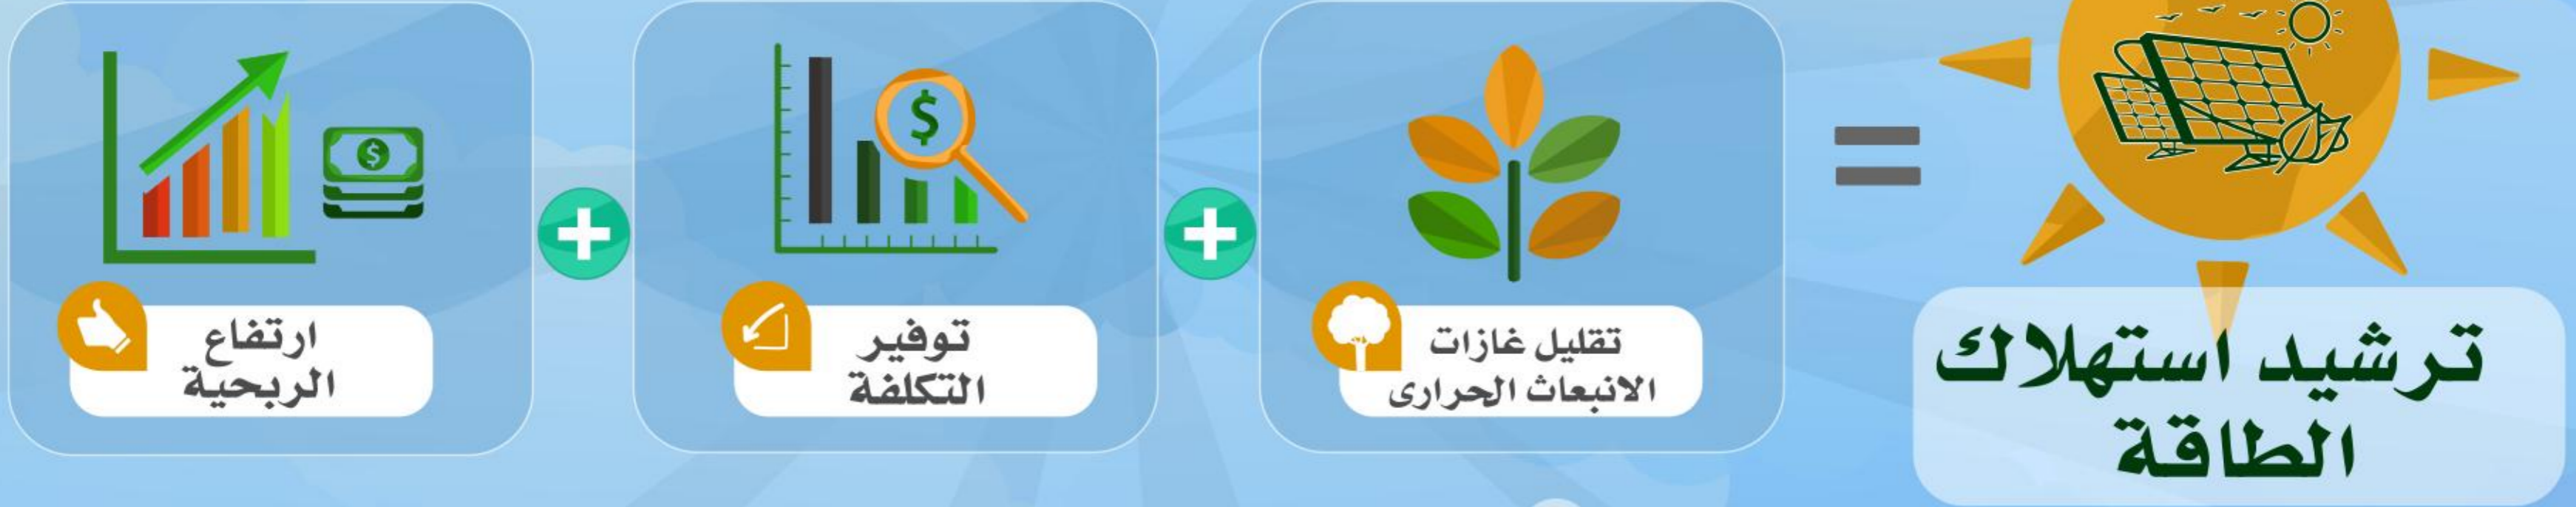 ترشيد استهلاك
الطاقة
=
تقليل غازات
الانبعاث الحرارى
+
توفير
التكلفة
+
ارتفاع
الربحية